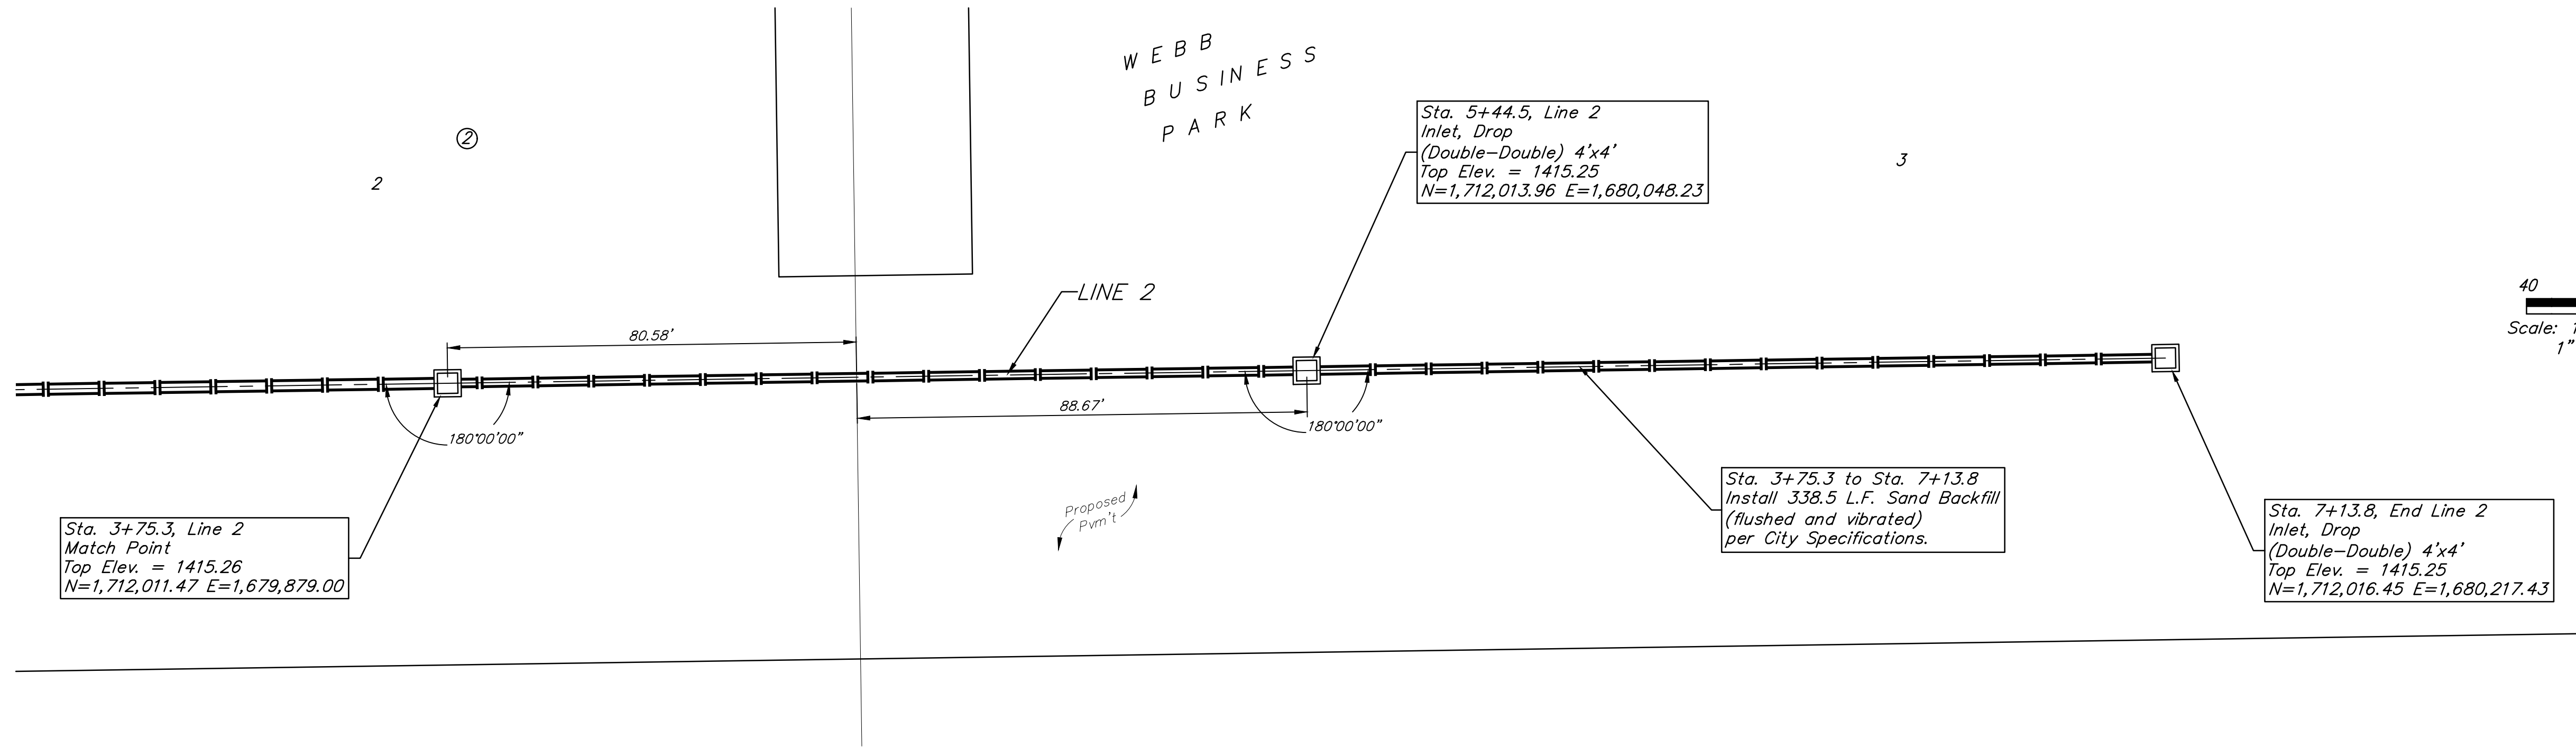 WEBB
BUSINESS
PARK
2
2
3
Sta. 5+44.5, Line 2
Inlet, Drop
(Double-Double) 4'x4'
Top Elev. = 1415.25
N=1,712,013.96 E=1,680,048.23
LINE 2
80.58'
88.67'
180°00'00"
180°00'00"
40
Scale: 1
1"
Proposed
Pvm't
Sta. 3+75.3, Line 2
Match Point
Top Elev. = 1415.26
N=1,712,011.47 E=1,679,879.00
Sta. 3+75.3 to Sta. 7+13.8
Install 338.5 L.F. Sand Backfill
(flushed and vibrated)
per City Specifications.
Sta. 7+13.8, End Line 2
Inlet, Drop
(Double-Double) 4'x4'
Top Elev. = 1415.25
N=1,712,016.45 E=1,680,217.43